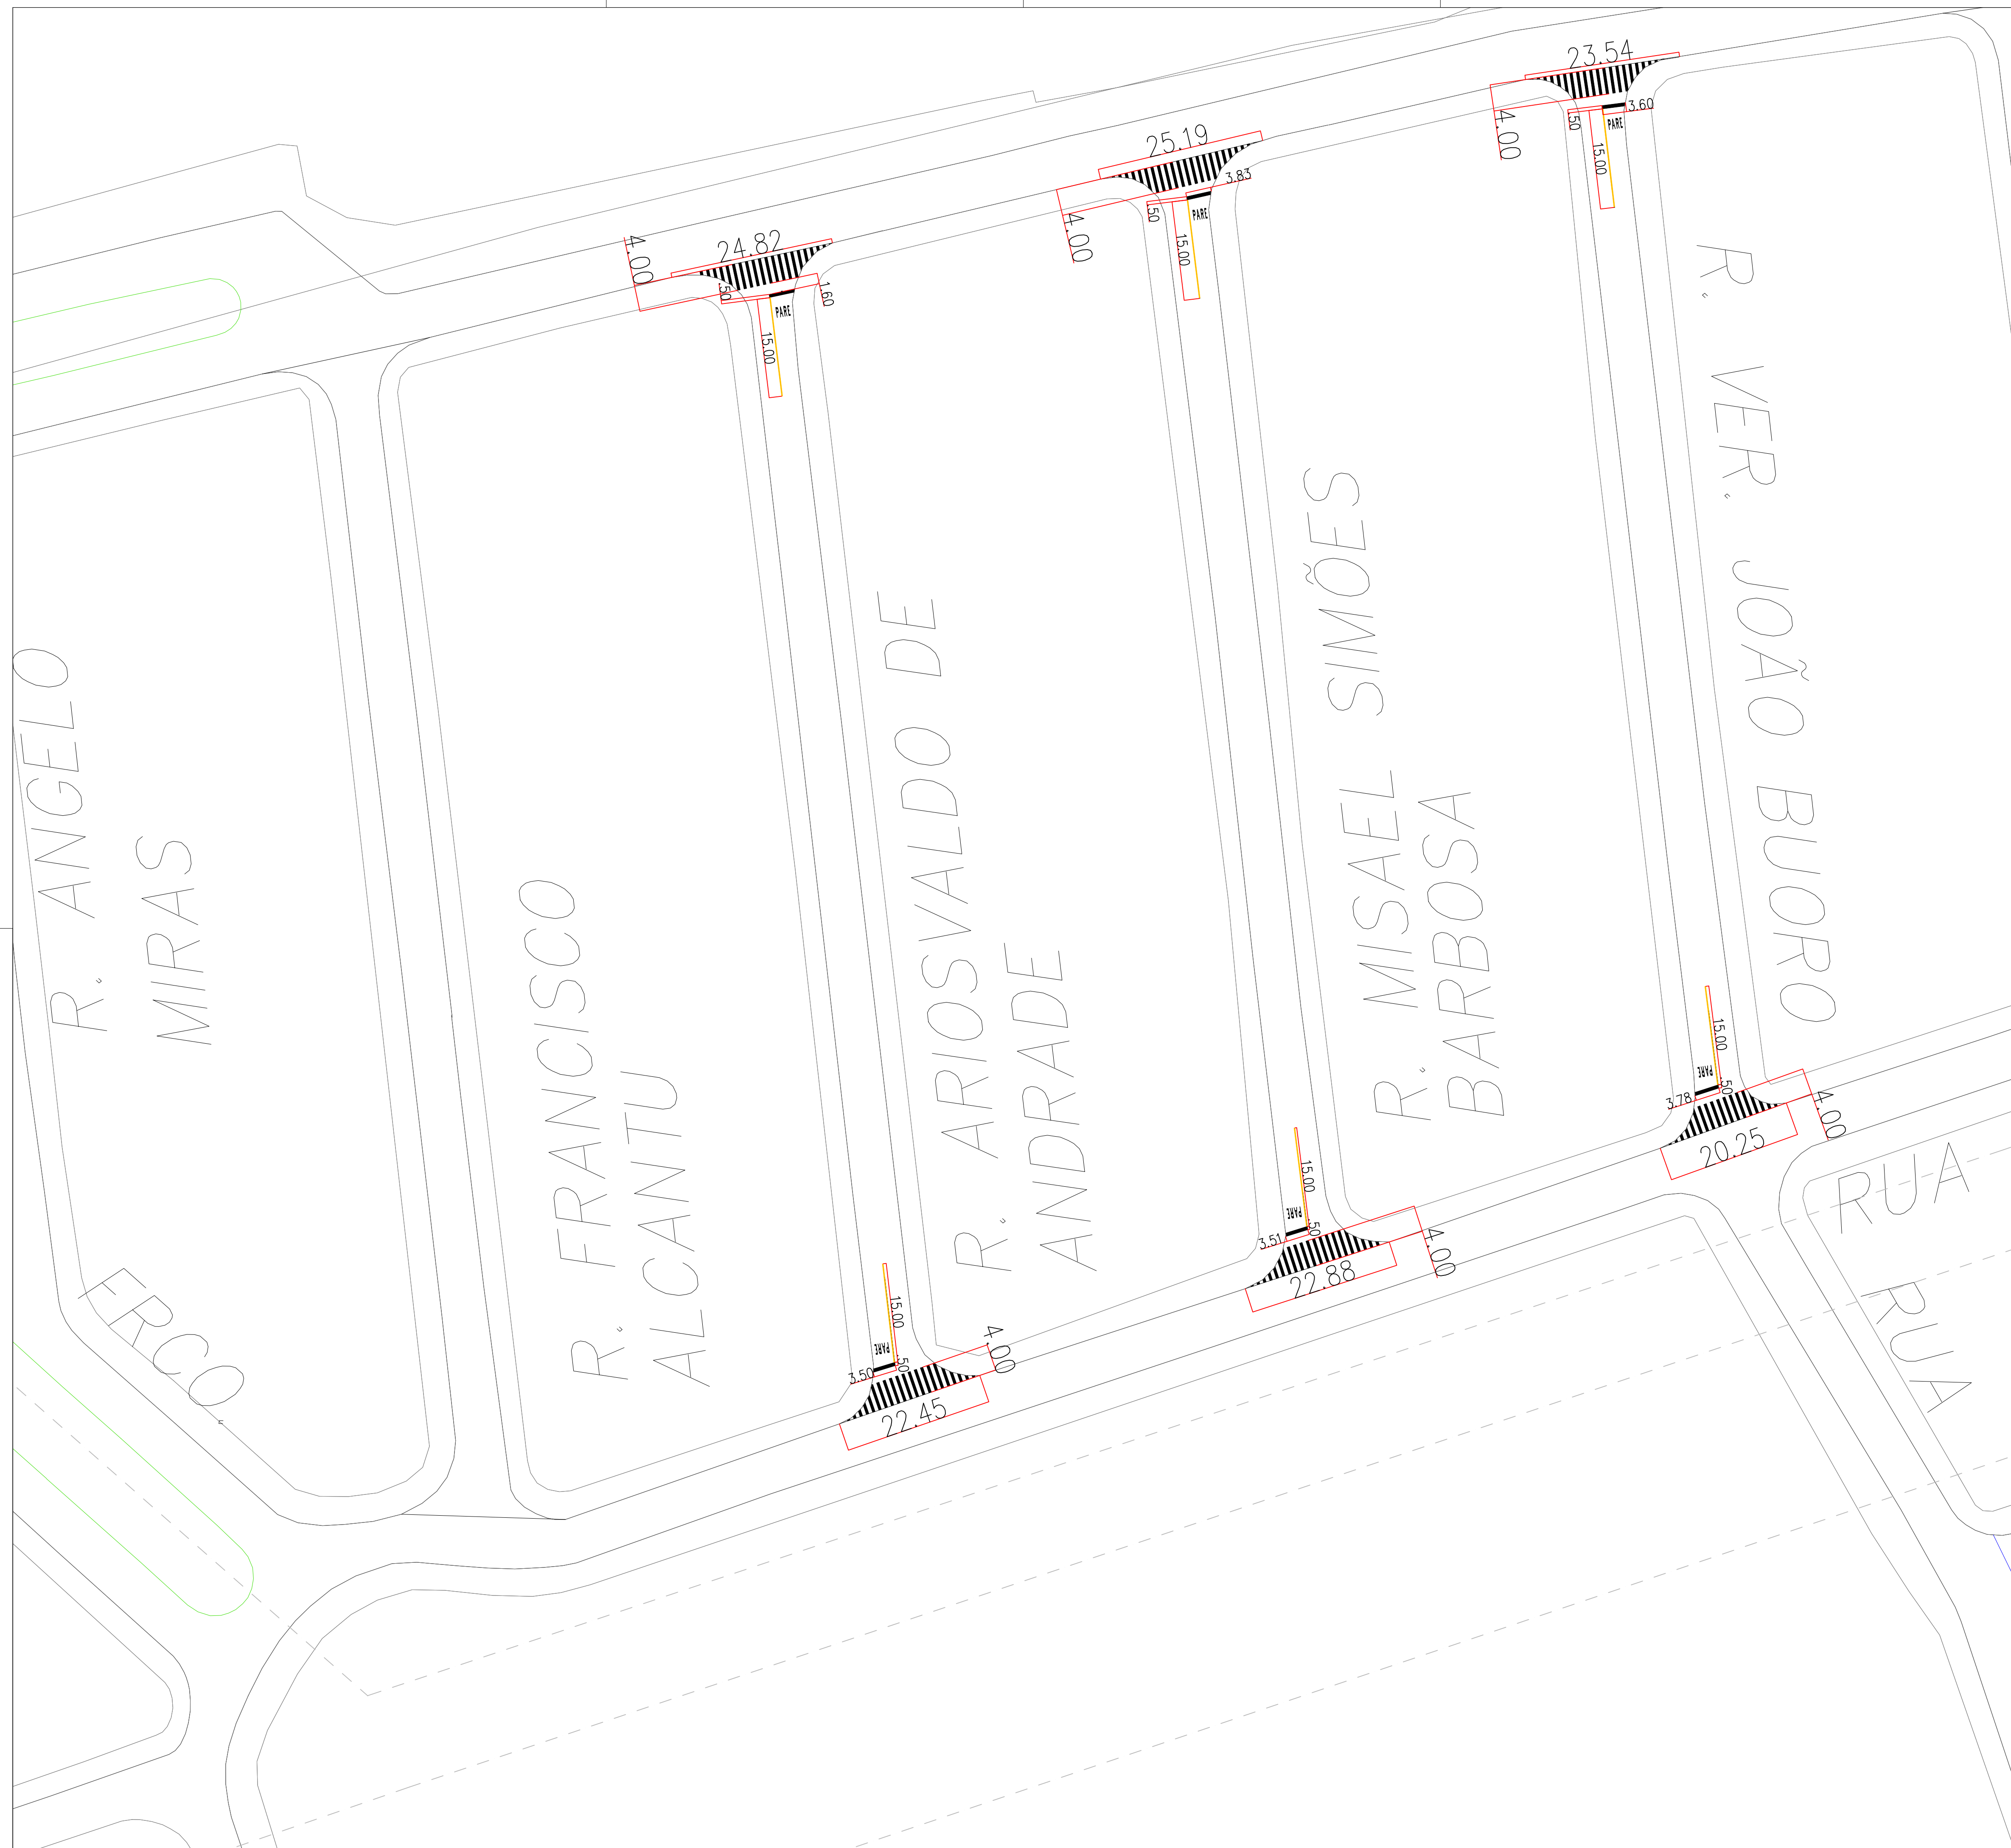 23.54
4.00
.50
3.60
PARE
15.00
25.19
4.00
.50
3.83
PARE
15.00
24.82
4.00
.50
1.60
PARE
15.00
R. ANGELO
MIRAS
R. FRANCISCO
ALCANTU
R. ARIOSVALDO DE
ANDRADE
R. MISAEL SIMÕES
BARBOSA
R. VER. JOÃO BUORO
15.00
PARE
.50
3.78
4.00
20.25
15.00
PARE
.50
3.51
4.00
22.88
15.00
PARE
.50
3.50
4.00
22.45
RUA
RUA